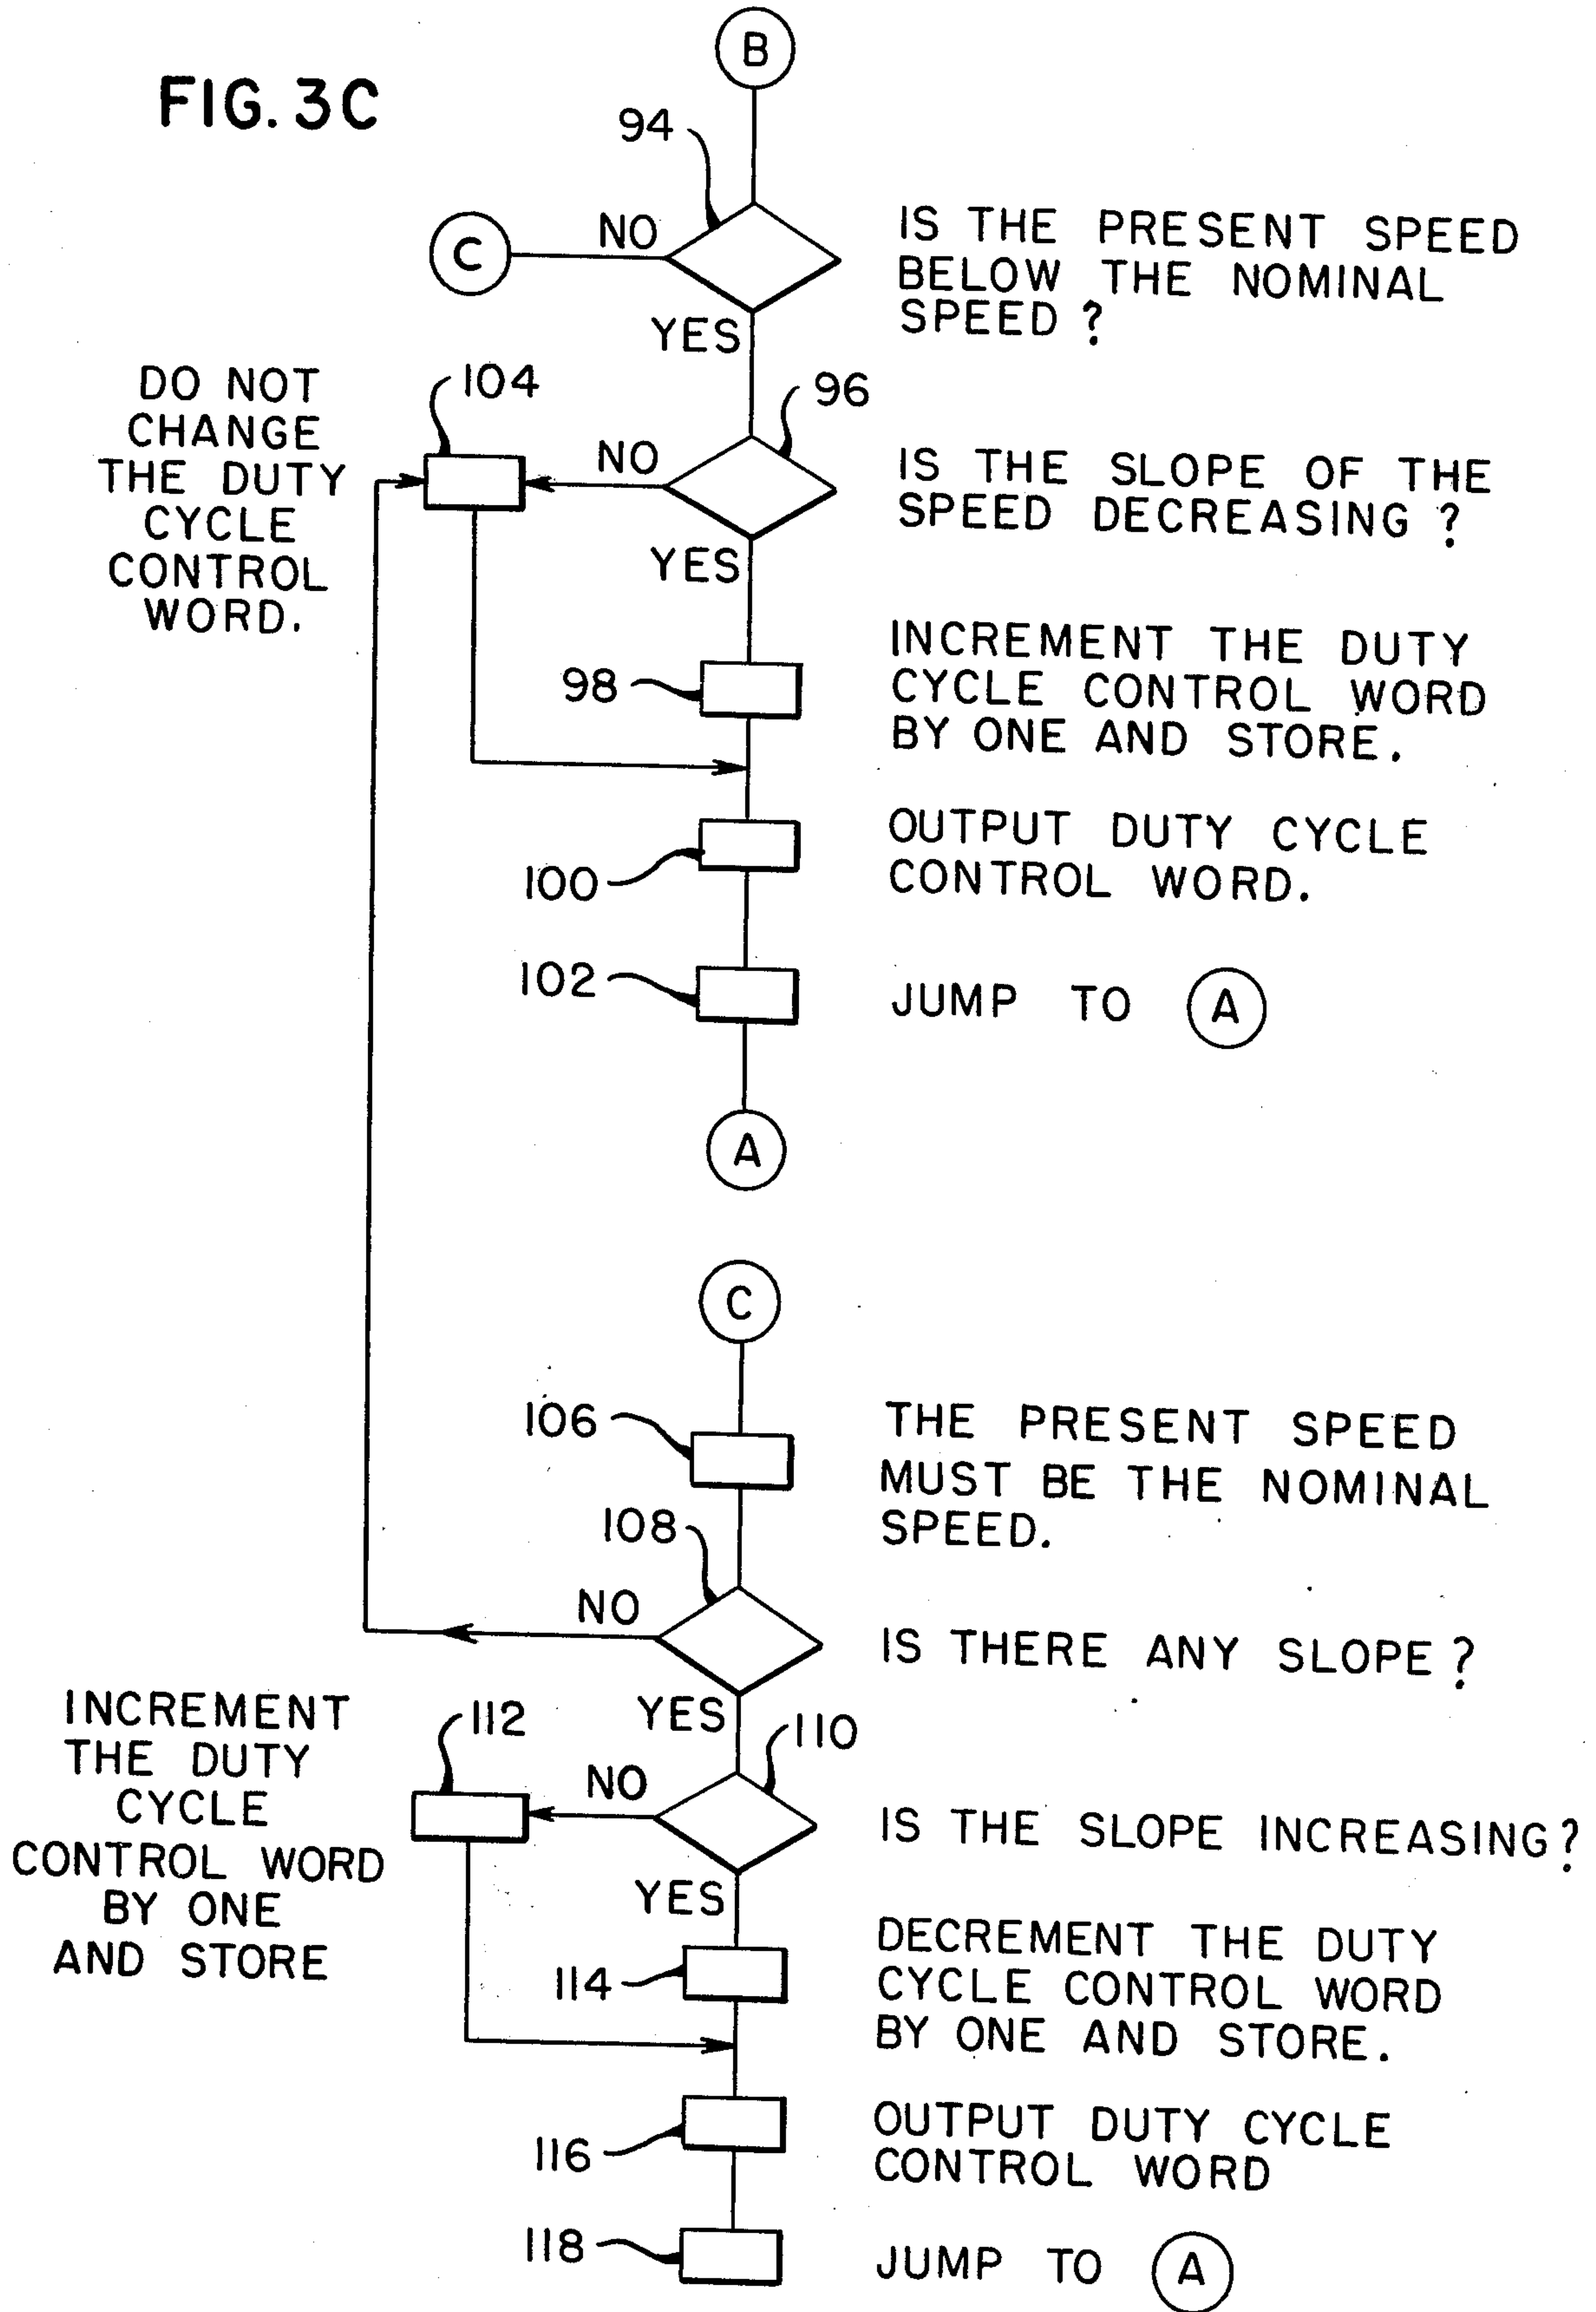 FIG. 3C
B
94
C
NO
IS THE PRESENT SPEED
BELOW THE NOMINAL
SPEED ?
YES
DO NOT
CHANGE
THE DUTY
CYCLE
CONTROL
WORD.
104
96
NO
IS THE SLOPE OF THE
SPEED DECREASING ?
YES
98
INCREMENT THE DUTY
CYCLE CONTROL WORD
BY ONE AND STORE.
100
OUTPUT DUTY CYCLE
CONTROL WORD.
102
JUMP TO A
A
C
106
THE PRESENT SPEED
MUST BE THE NOMINAL
SPEED.
108
NO
IS THERE ANY SLOPE ?
YES
INCREMENT
THE DUTY
CYCLE
CONTROL WORD
BY ONE
AND STORE
112
110
NO
IS THE SLOPE INCREASING ?
YES
114
DECREMENT THE DUTY
CYCLE CONTROL WORD
BY ONE AND STORE.
116
OUTPUT DUTY CYCLE
CONTROL WORD
118
JUMP TO A